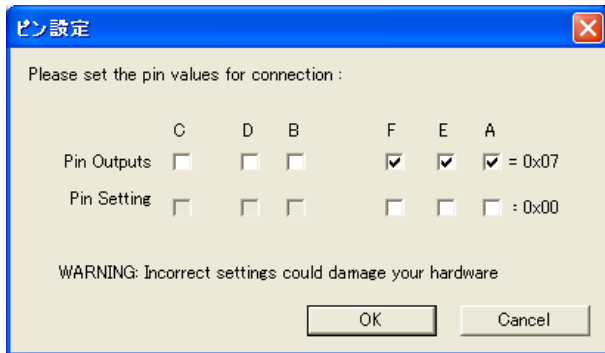 ピン設定
Please set the pin values for connection :
C D B F E A
Pin Outputs = 0x07
Pin Setting : 0x00
WARNING: Incorrect settings could damage your hardware
OK Cancel